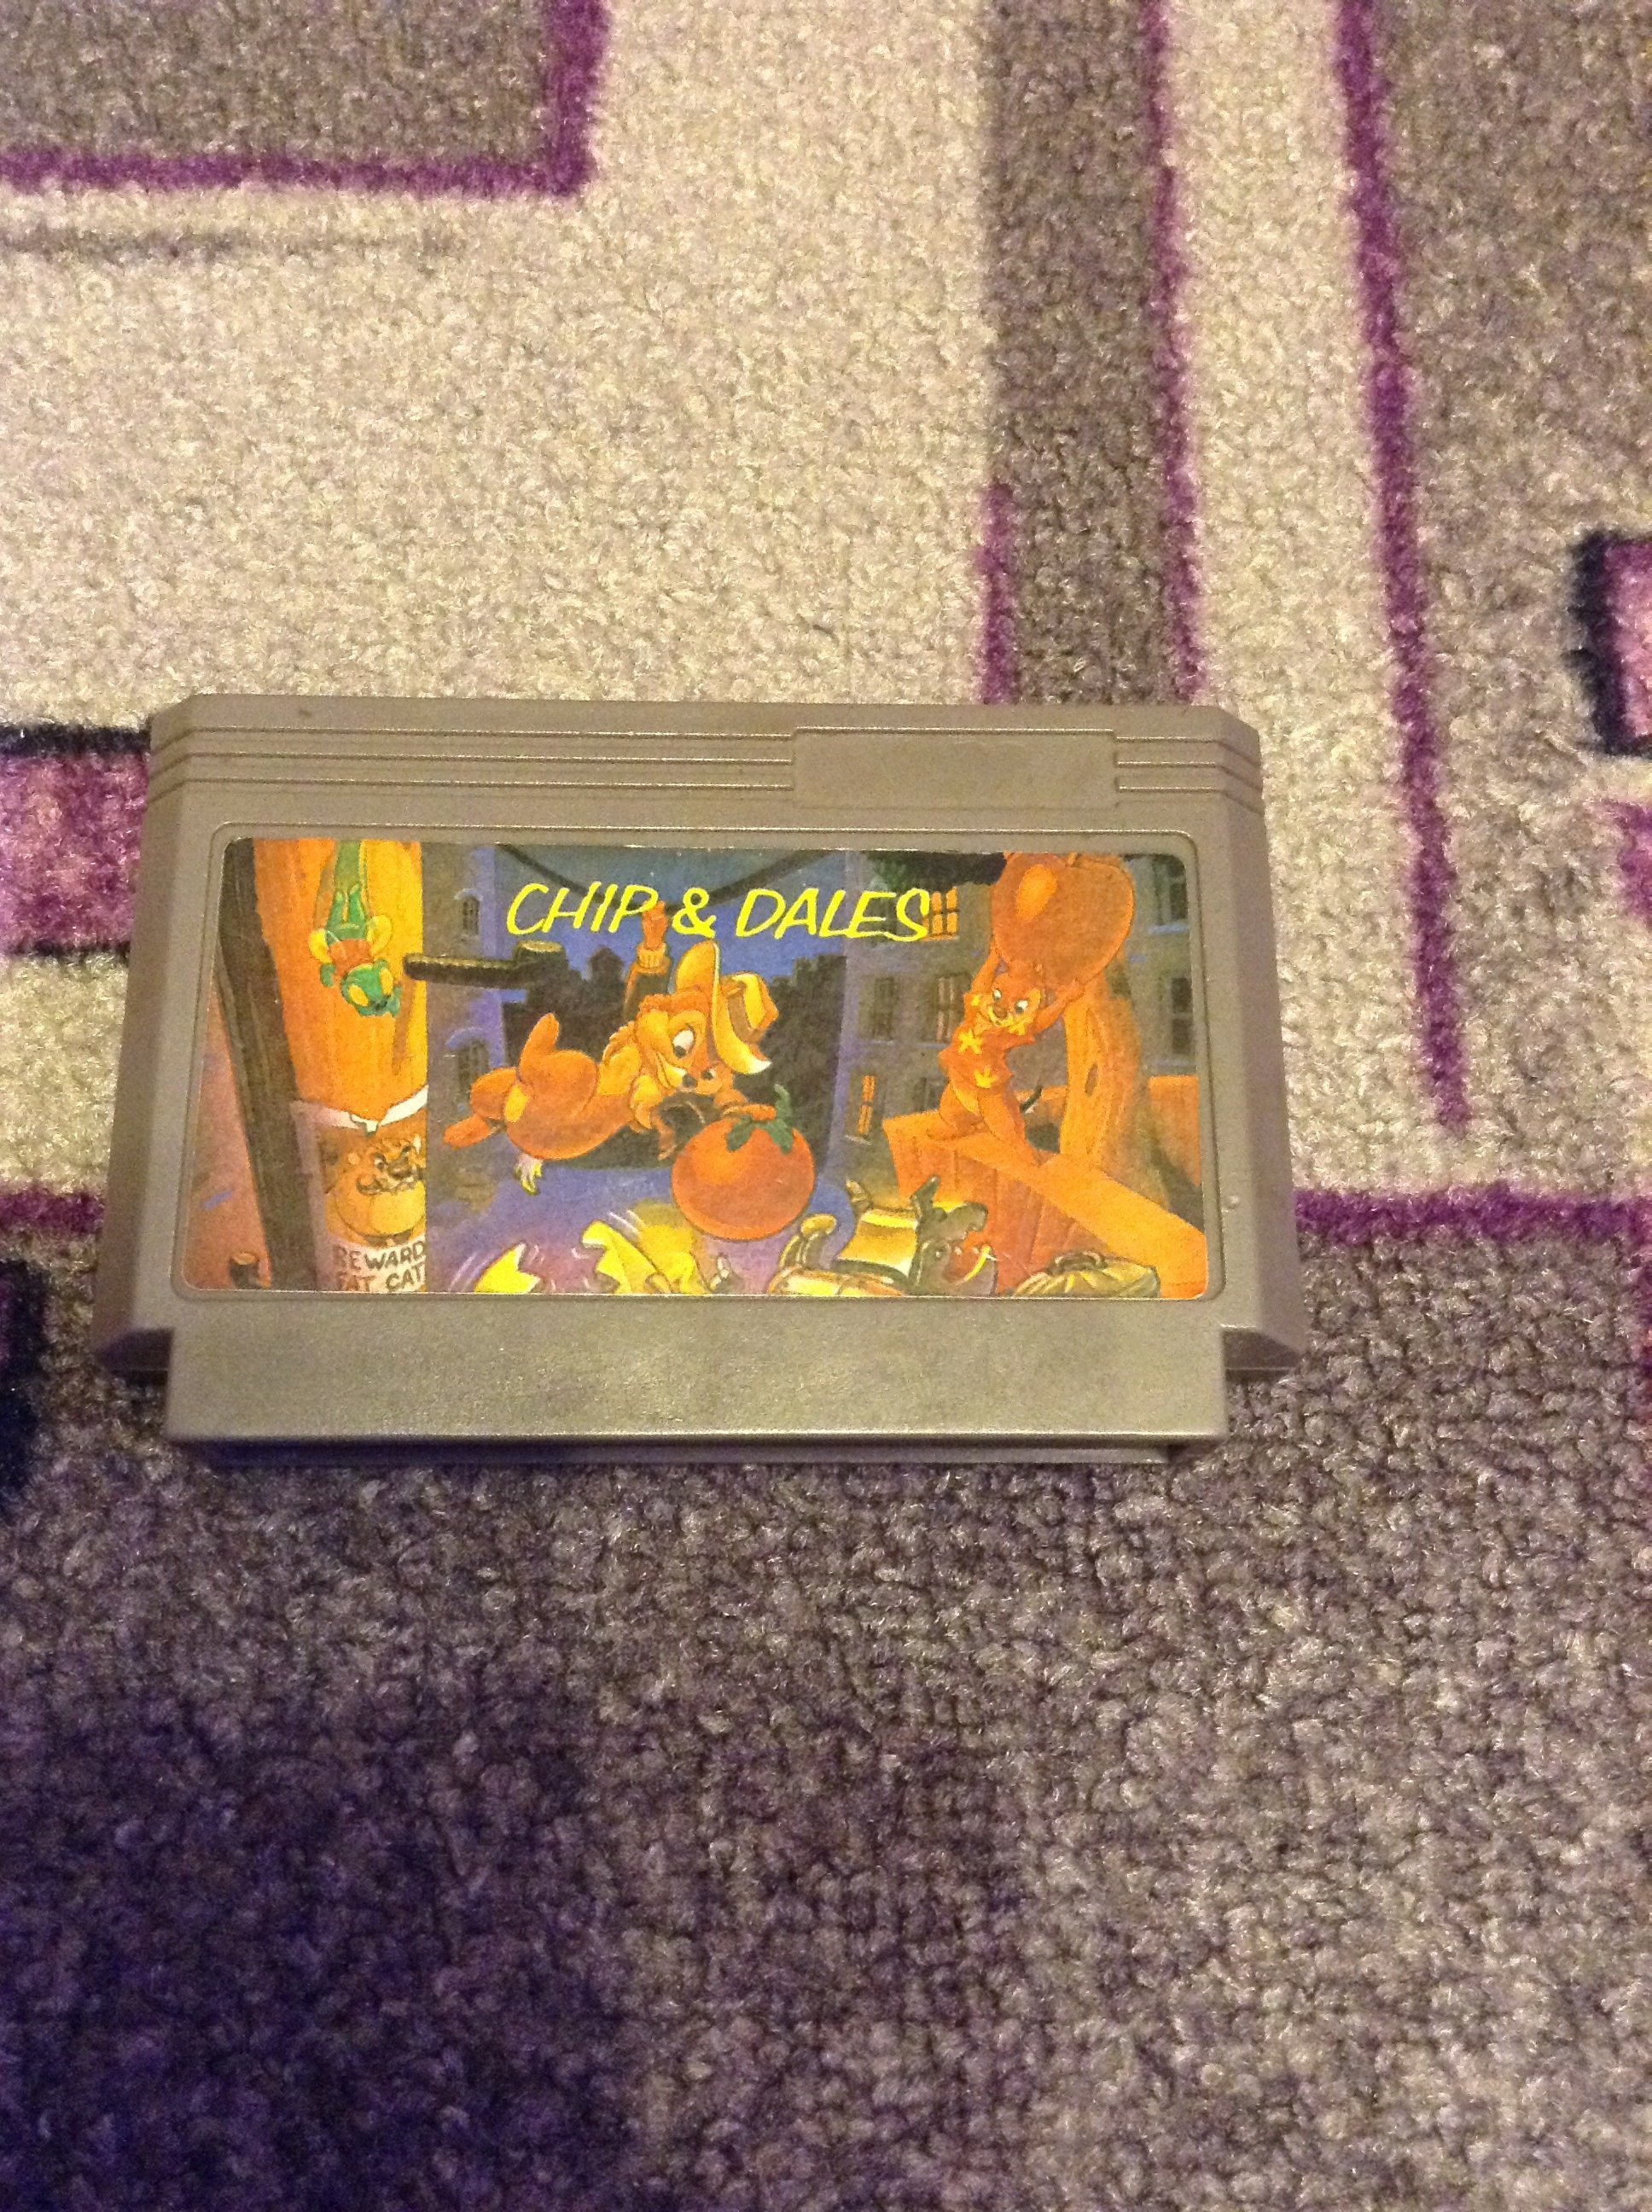 CHIP & DALES
REWARD
FAT CAT